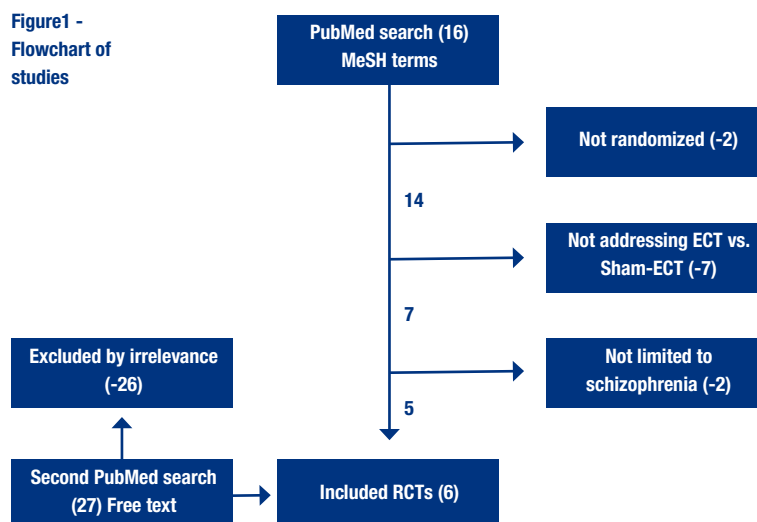 Figure1 -
Flowchart of
studies
PubMed search (16)
MeSH terms
Not randomized (-2)
14
Not addressing ECT vs.
Sham-ECT (-7)
7
Not limited to
schizophrenia (-2)
5
Excluded by irrelevance
(-26)
Second PubMed search
(27) Free text
Included RCTs (6)